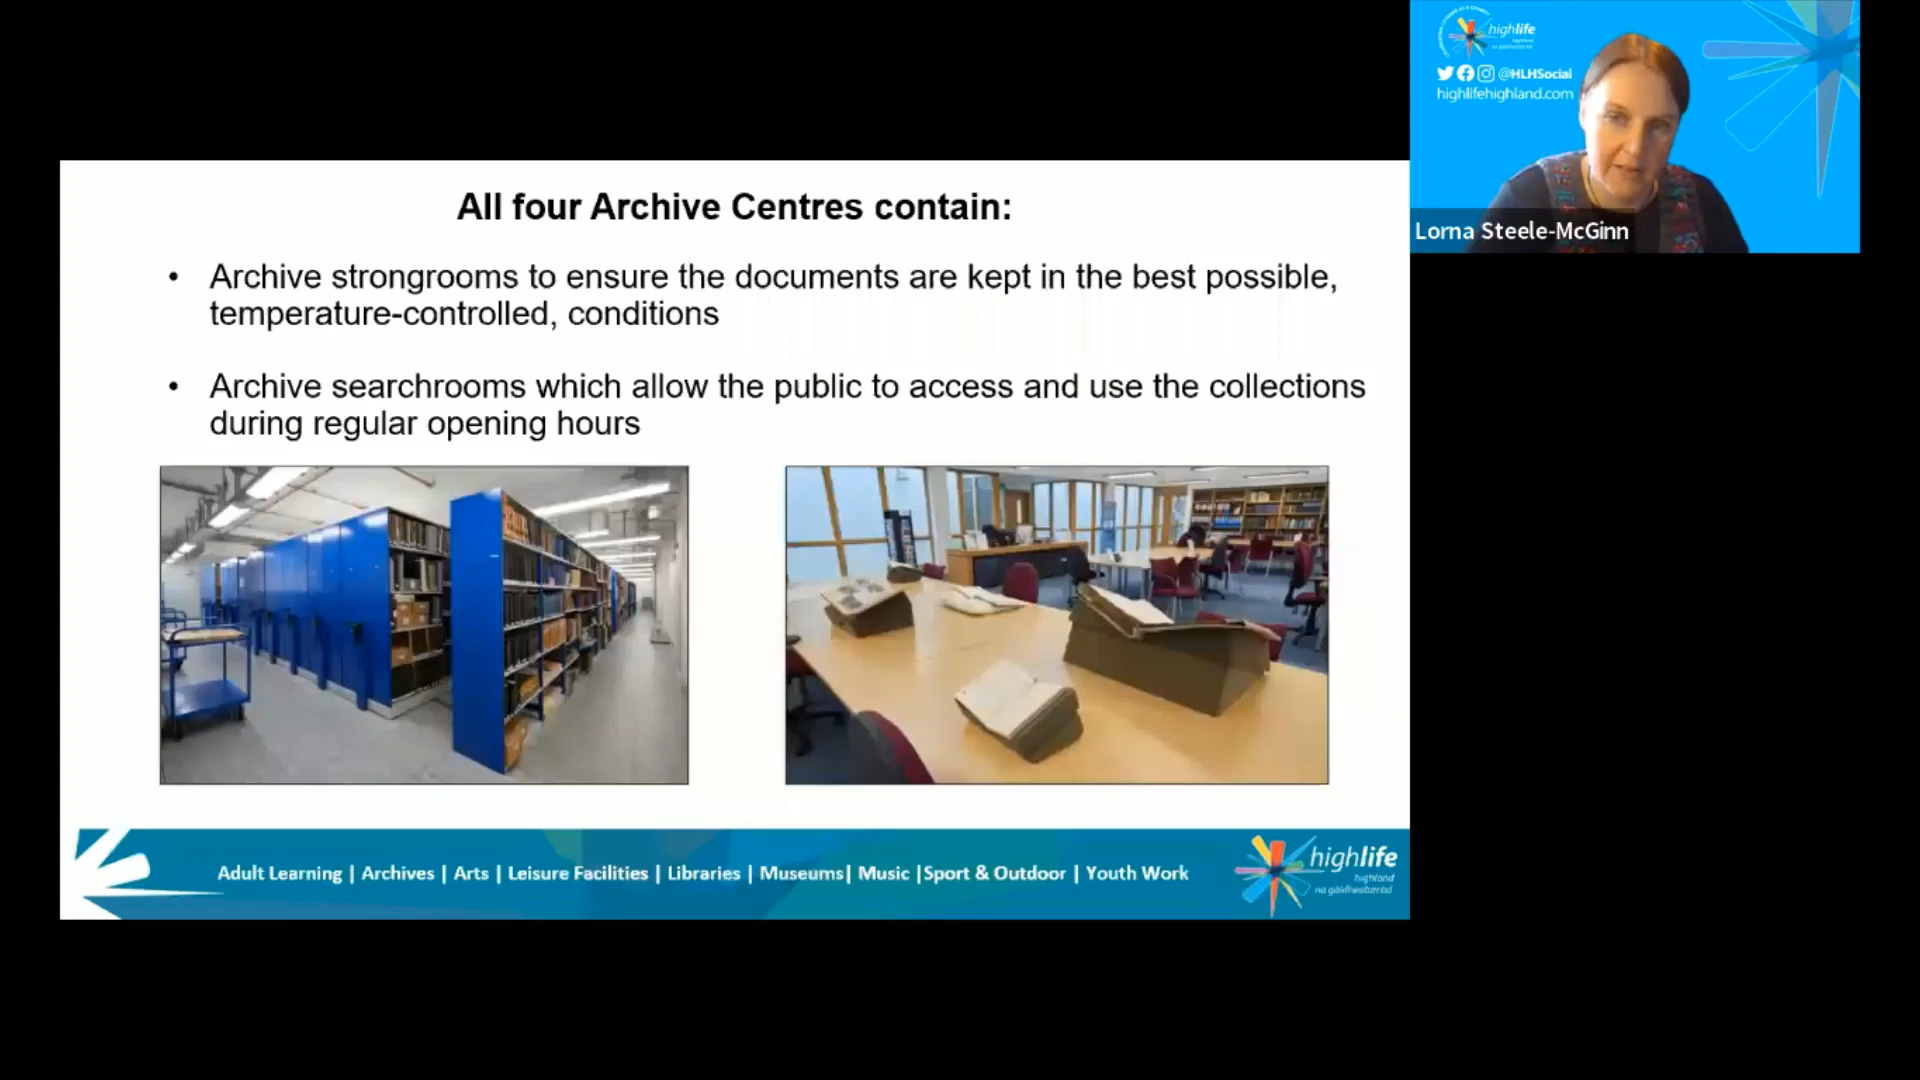 All four Archive Centres contain:
• Archive strongrooms to ensure the documents are kept in the best possible,
temperature-controlled, conditions
• Archive searchrooms which allow the public to access and use the collections
during regular opening hours
Adult Learning | Archives | Arts | Leisure Facilities | Libraries | Museums| Music |Sport & Outdoor | Youth Work
highlife
highland
na gàidhealtachd
highlife
highland
na gàidhealtachd
@HLHSocial
highlifehighland.com
Lorna Steele-McGinn